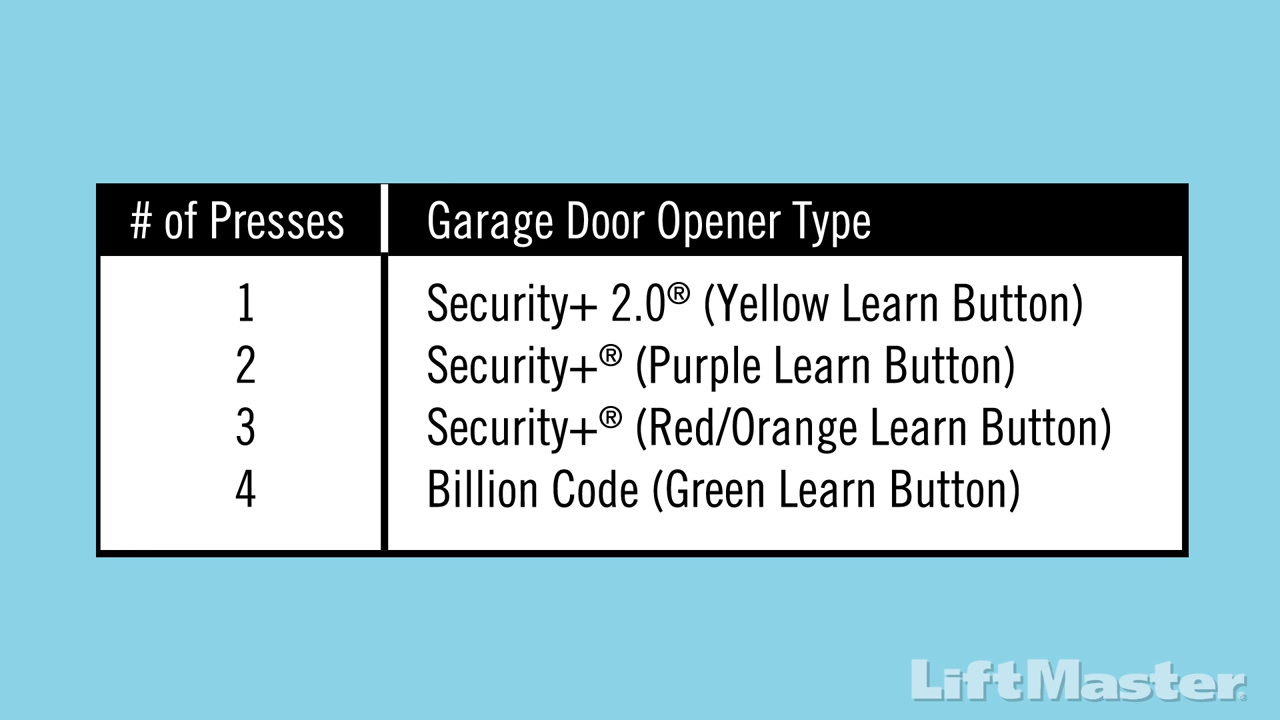 # of Presses Garage Door Opener Type
1 Security+ 2.0® (Yellow Learn Button)
2 Security+® (Purple Learn Button)
3 Security+® (Red/Orange Learn Button)
4 Billion Code (Green Learn Button)
LiftMaster®